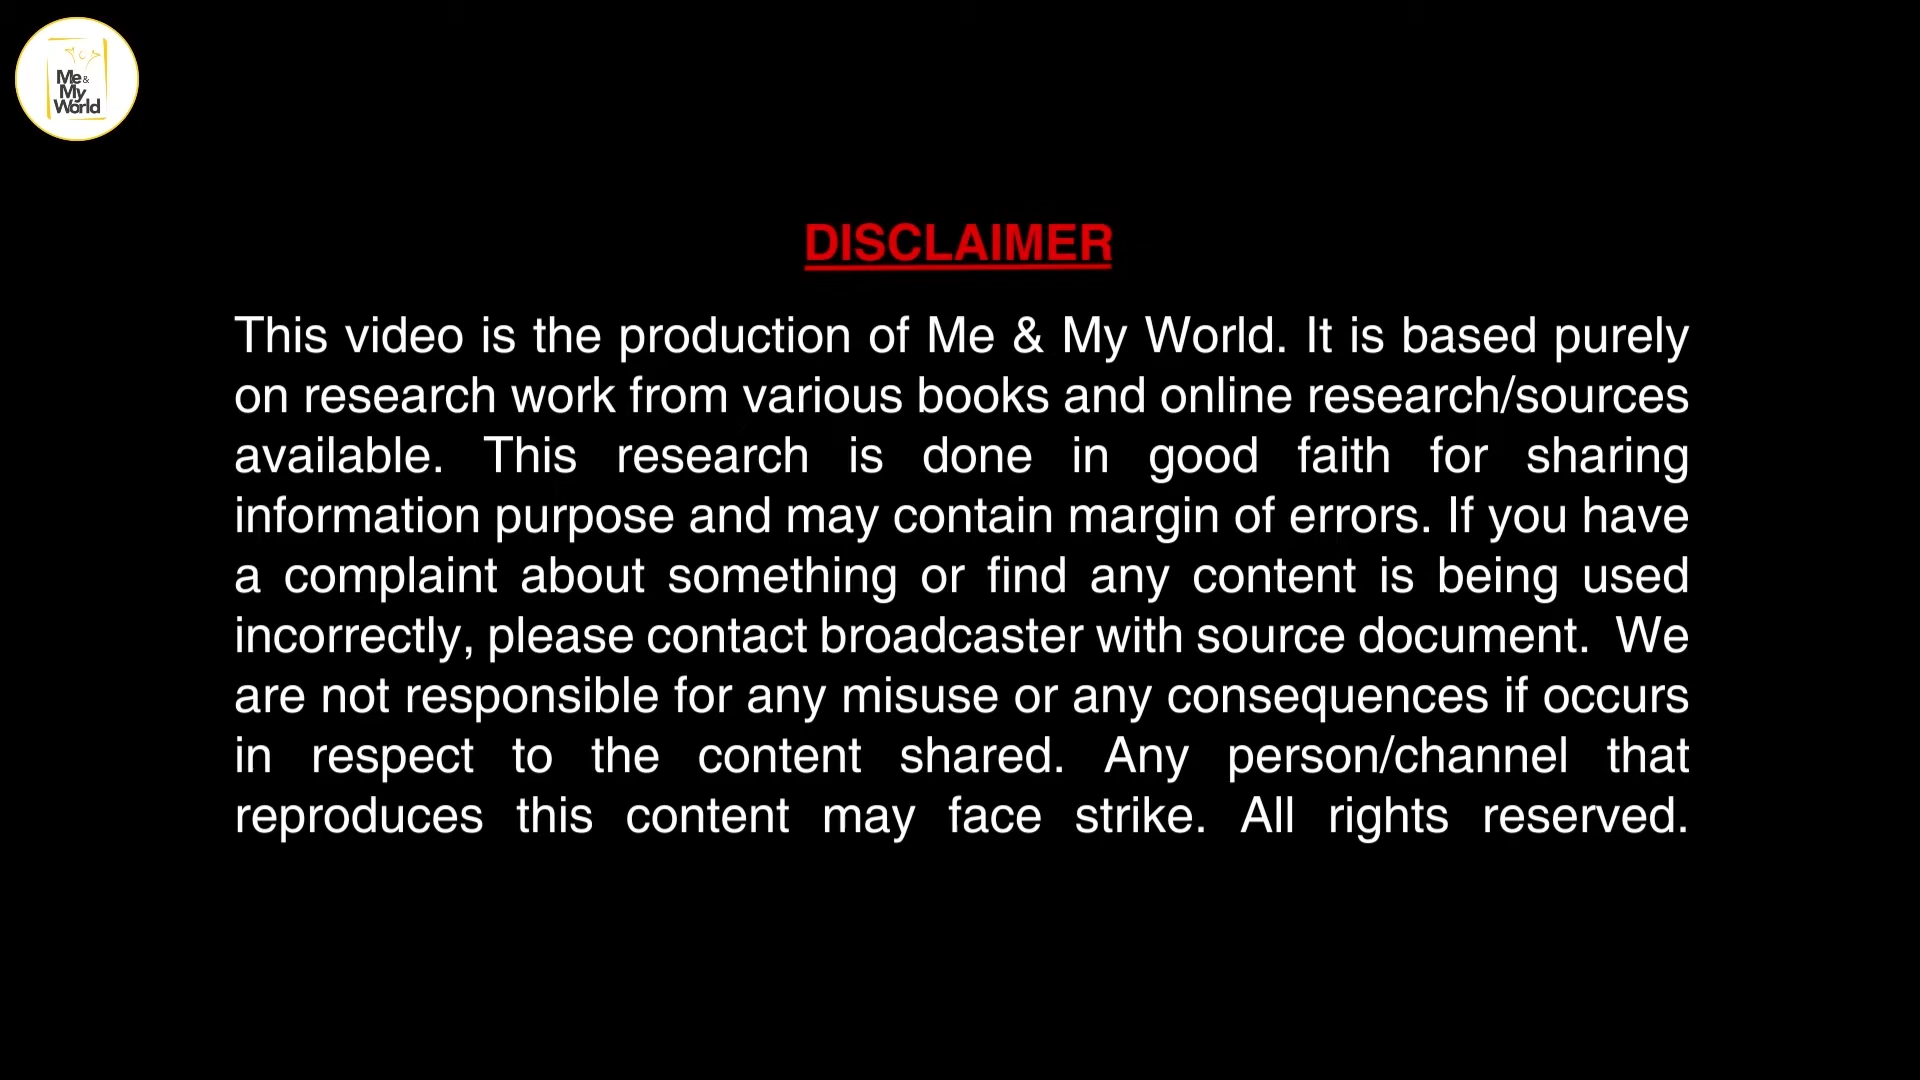 Me &
My
World
DISCLAIMER
This video is the production of Me & My World. It is based purely
on research work from various books and online research/sources
available. This research is done in good faith for sharing
information purpose and may contain margin of errors. If you have
a complaint about something or find any content is being used
incorrectly, please contact broadcaster with source document. We
are not responsible for any misuse or any consequences if occurs
in respect to the content shared. Any person/channel that
reproduces this content may face strike. All rights reserved.